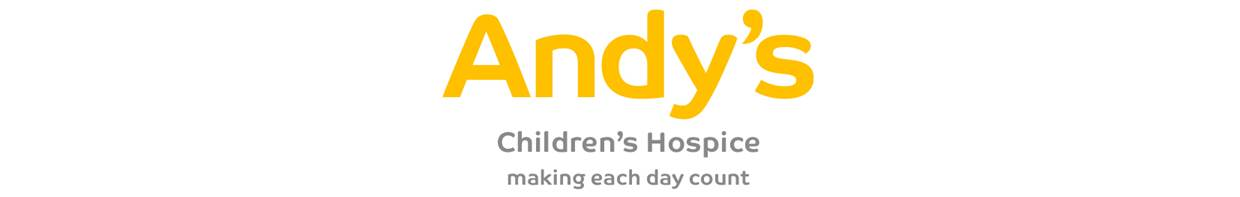 Andy’s
Children’s Hospice
making each day count